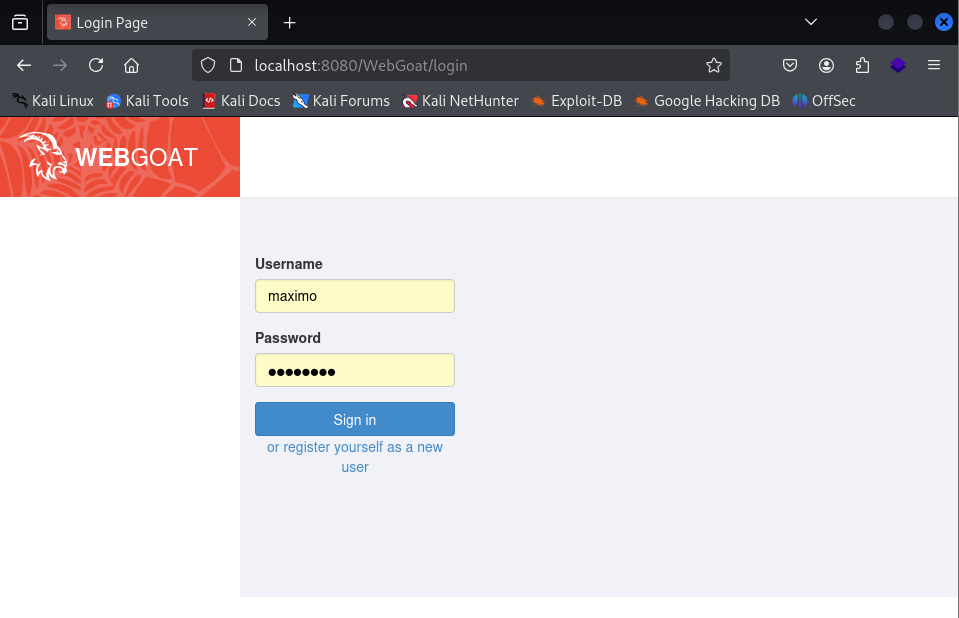 Login Page
localhost:8080/WebGoat/login
Kali Linux Kali Tools Kali Docs Kali Forums Kali NetHunter Exploit-DB Google Hacking DB OffSec
WEBGOAT
Username
maximo
Password
••••••••
Sign in
or register yourself as a new
user